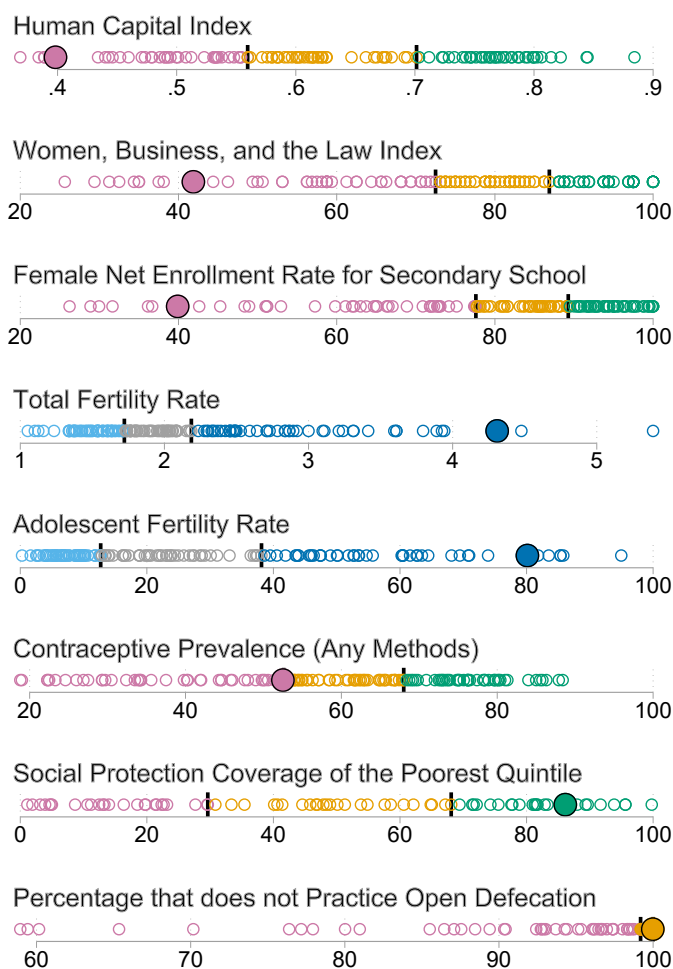 Human Capital Index
.4 .5 .6 .7 .8 .9
Women, Business, and the Law Index
20 40 60 80 100
Female Net Enrollment Rate for Secondary School
20 40 60 80 100
Total Fertility Rate
1 2 3 4 5
Adolescent Fertility Rate
0 20 40 60 80 100
Contraceptive Prevalence (Any Methods)
20 40 60 80 100
Social Protection Coverage of the Poorest Quintile
0 20 40 60 80 100
Percentage that does not Practice Open Defecation
60 70 80 90 100